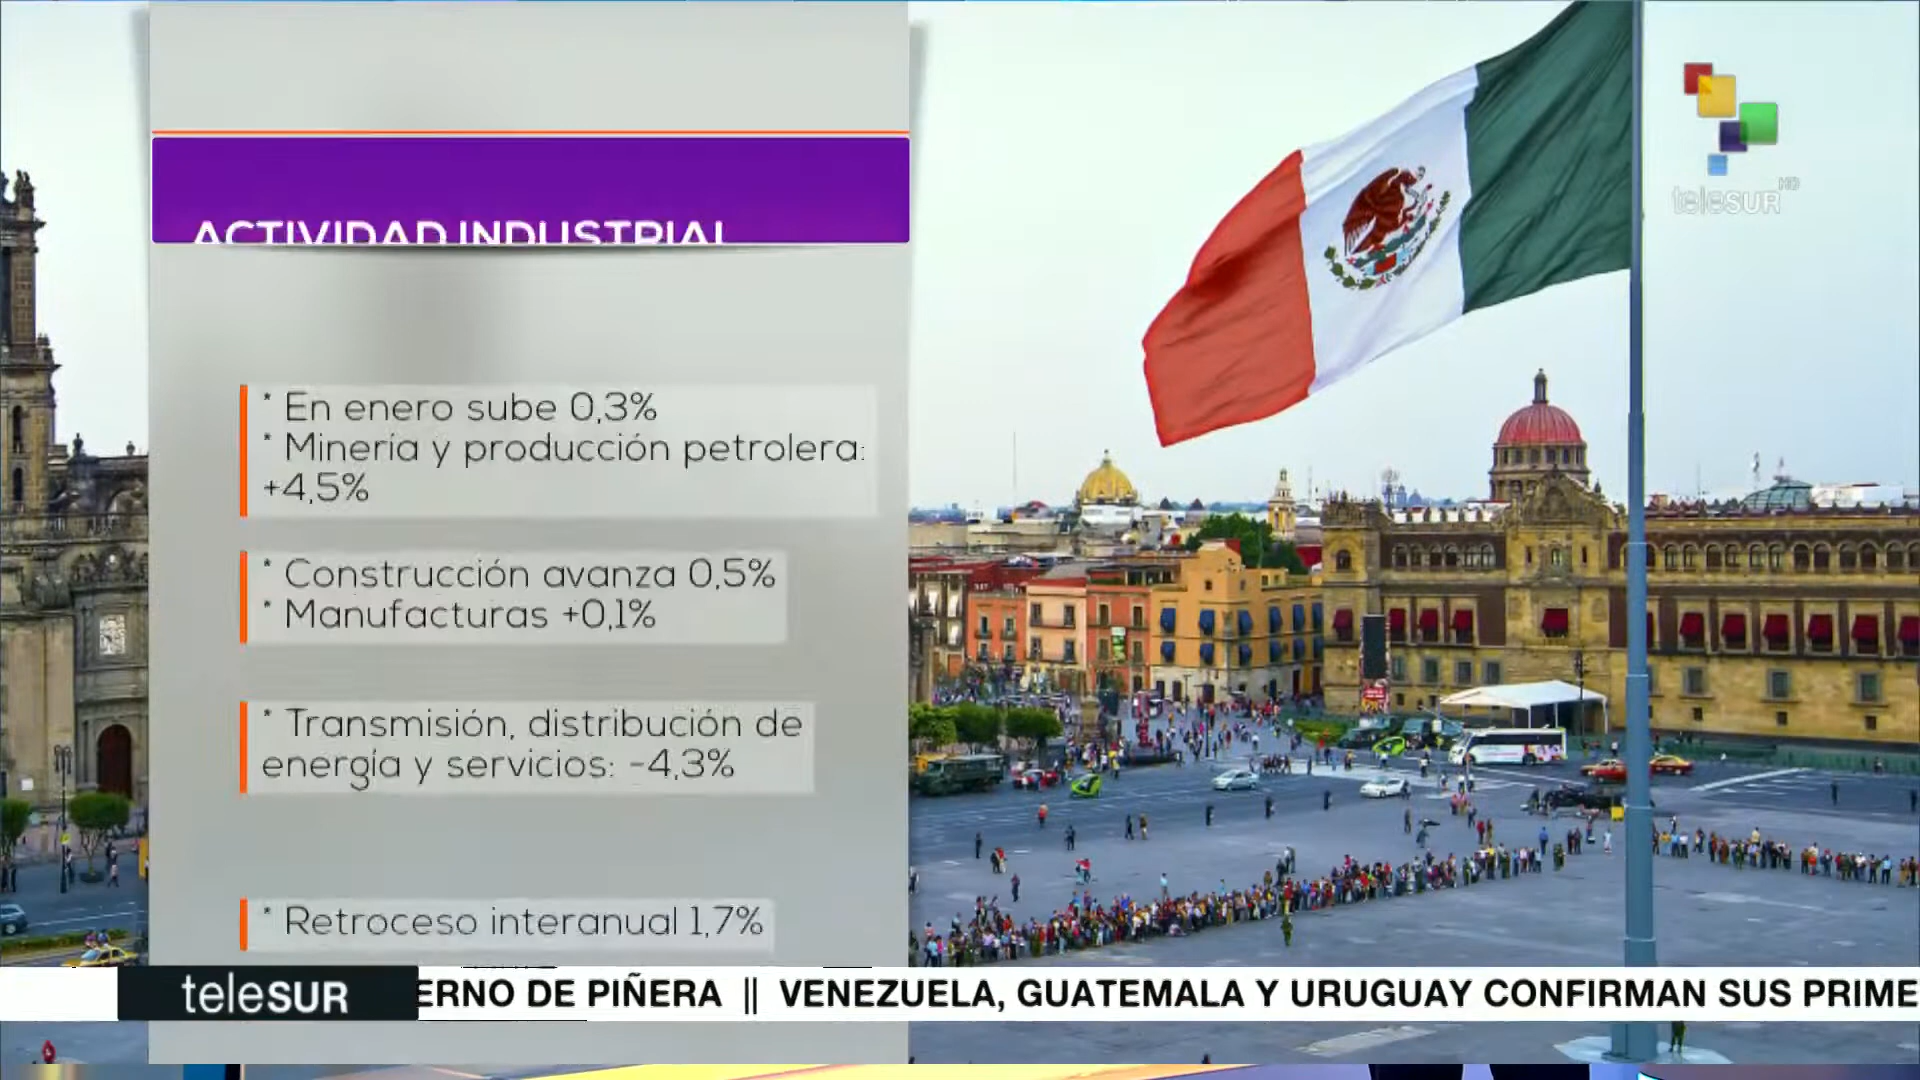 ACTIVIDAD INDUSTRIAL
* En enero sube 0,3%
* Minería y producción petrolera:
+4,5%
* Construcción avanza 0,5%
* Manufacturas +0,1%
* Transmisión, distribución de
energía y servicios: -4,3%
* Retroceso interanual 1,7%
teleSUR HD
teleSUR
ERNO DE PIÑERA || VENEZUELA, GUATEMALA Y URUGUAY CONFIRMAN SUS PRIME